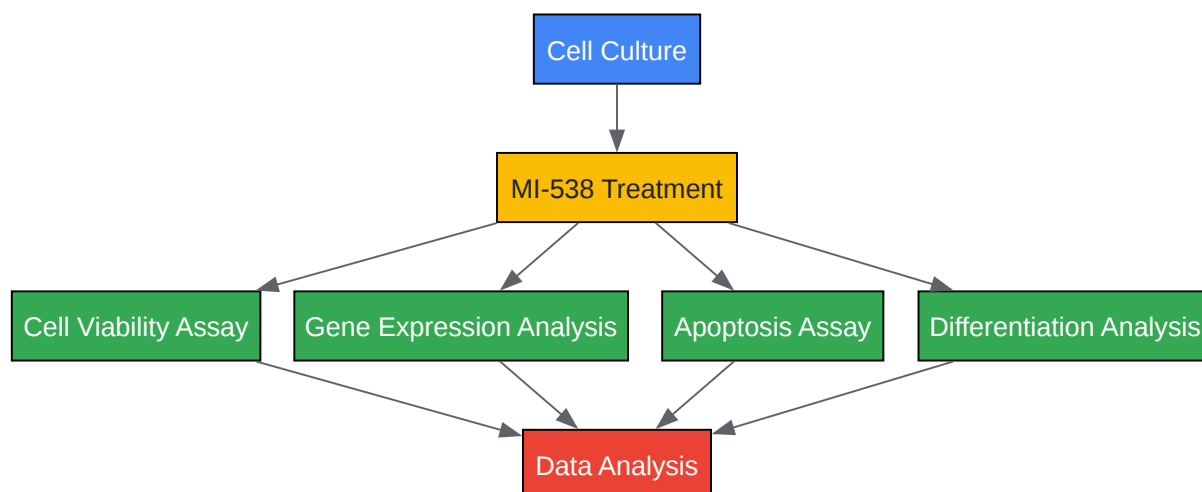 Cell Culture
MI-538 Treatment
Cell Viability Assay
Gene Expression Analysis
Apoptosis Assay
Differentiation Analysis
Data Analysis